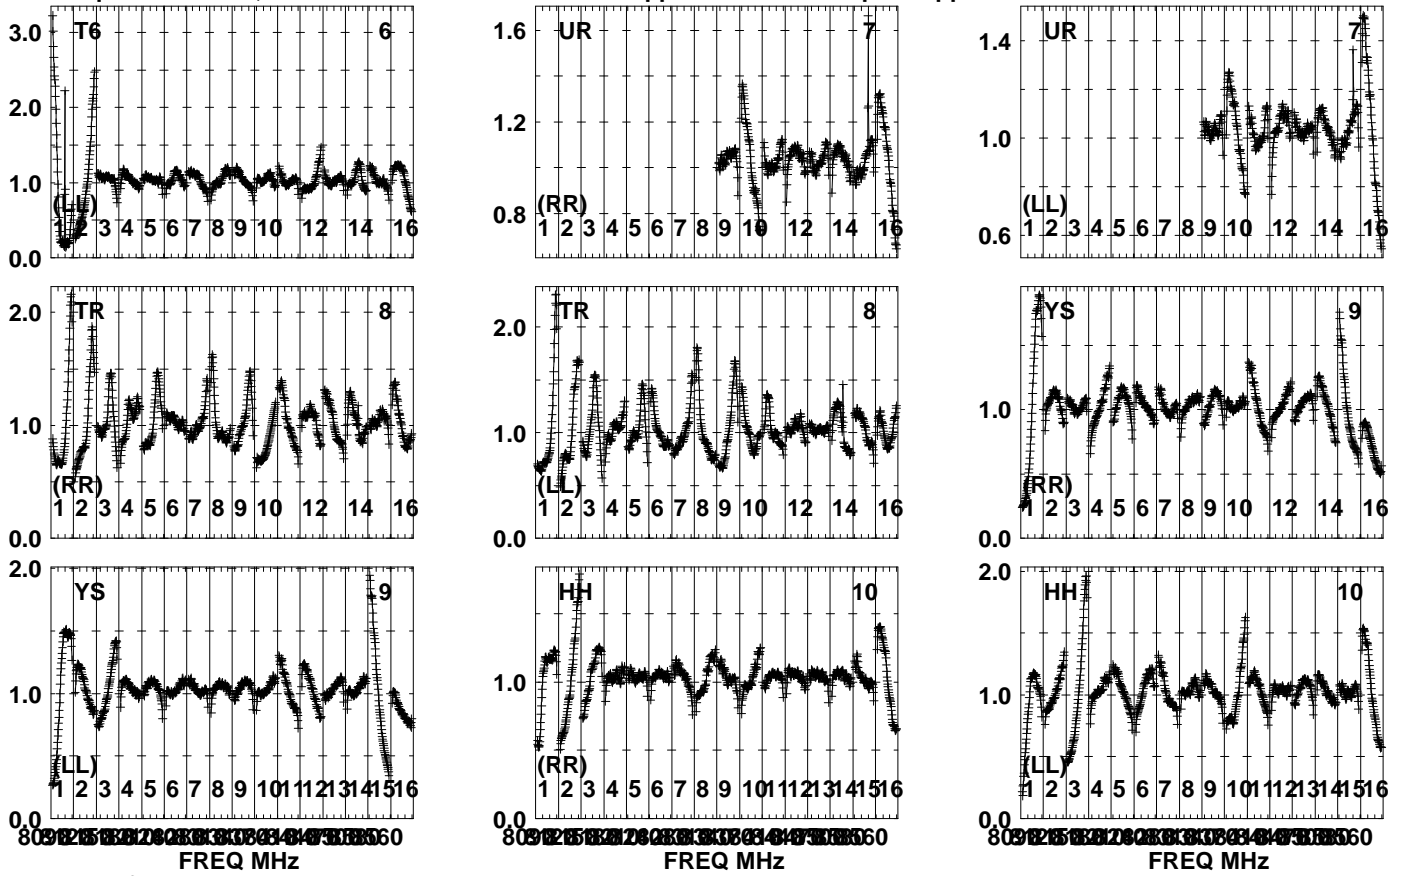 T6 6
3.0
2.0
1.0
0.0
(LL)
1 2 3 4 5 6 7 8 9 10 12 14 16
UR 7
1.6
1.2
0.8
(RR)
1 2 3 4 5 6 7 8 9 10 12 14 16
UR 7
1.4
1.0
0.6
(LL)
1 2 3 4 5 6 7 8 9 10 12 14 16
TR 8
2.0
1.0
0.0
(RR)
1 2 3 4 5 6 7 8 9 10 12 14 16
TR 8
2.0
1.0
0.0
(LL)
1 2 3 4 5 6 7 8 9 10 12 14 16
YS 9
1.0
0.0
(RR)
1 2 3 4 5 6 7 8 9 10 12 14 16
YS 9
2.0
1.0
0.0
(LL)
1 2 3 4 5 6 7 8 9 10 11 12 13 14 15 16
FREQ MHz
HH 10
1.0
0.0
(RR)
1 2 3 4 5 6 7 8 9 10 11 12 13 14 15 16
FREQ MHz
HH 10
2.0
1.0
0.0
(LL)
1 2 3 4 5 6 7 8 9 10 11 12 13 14 15 16
FREQ MHz